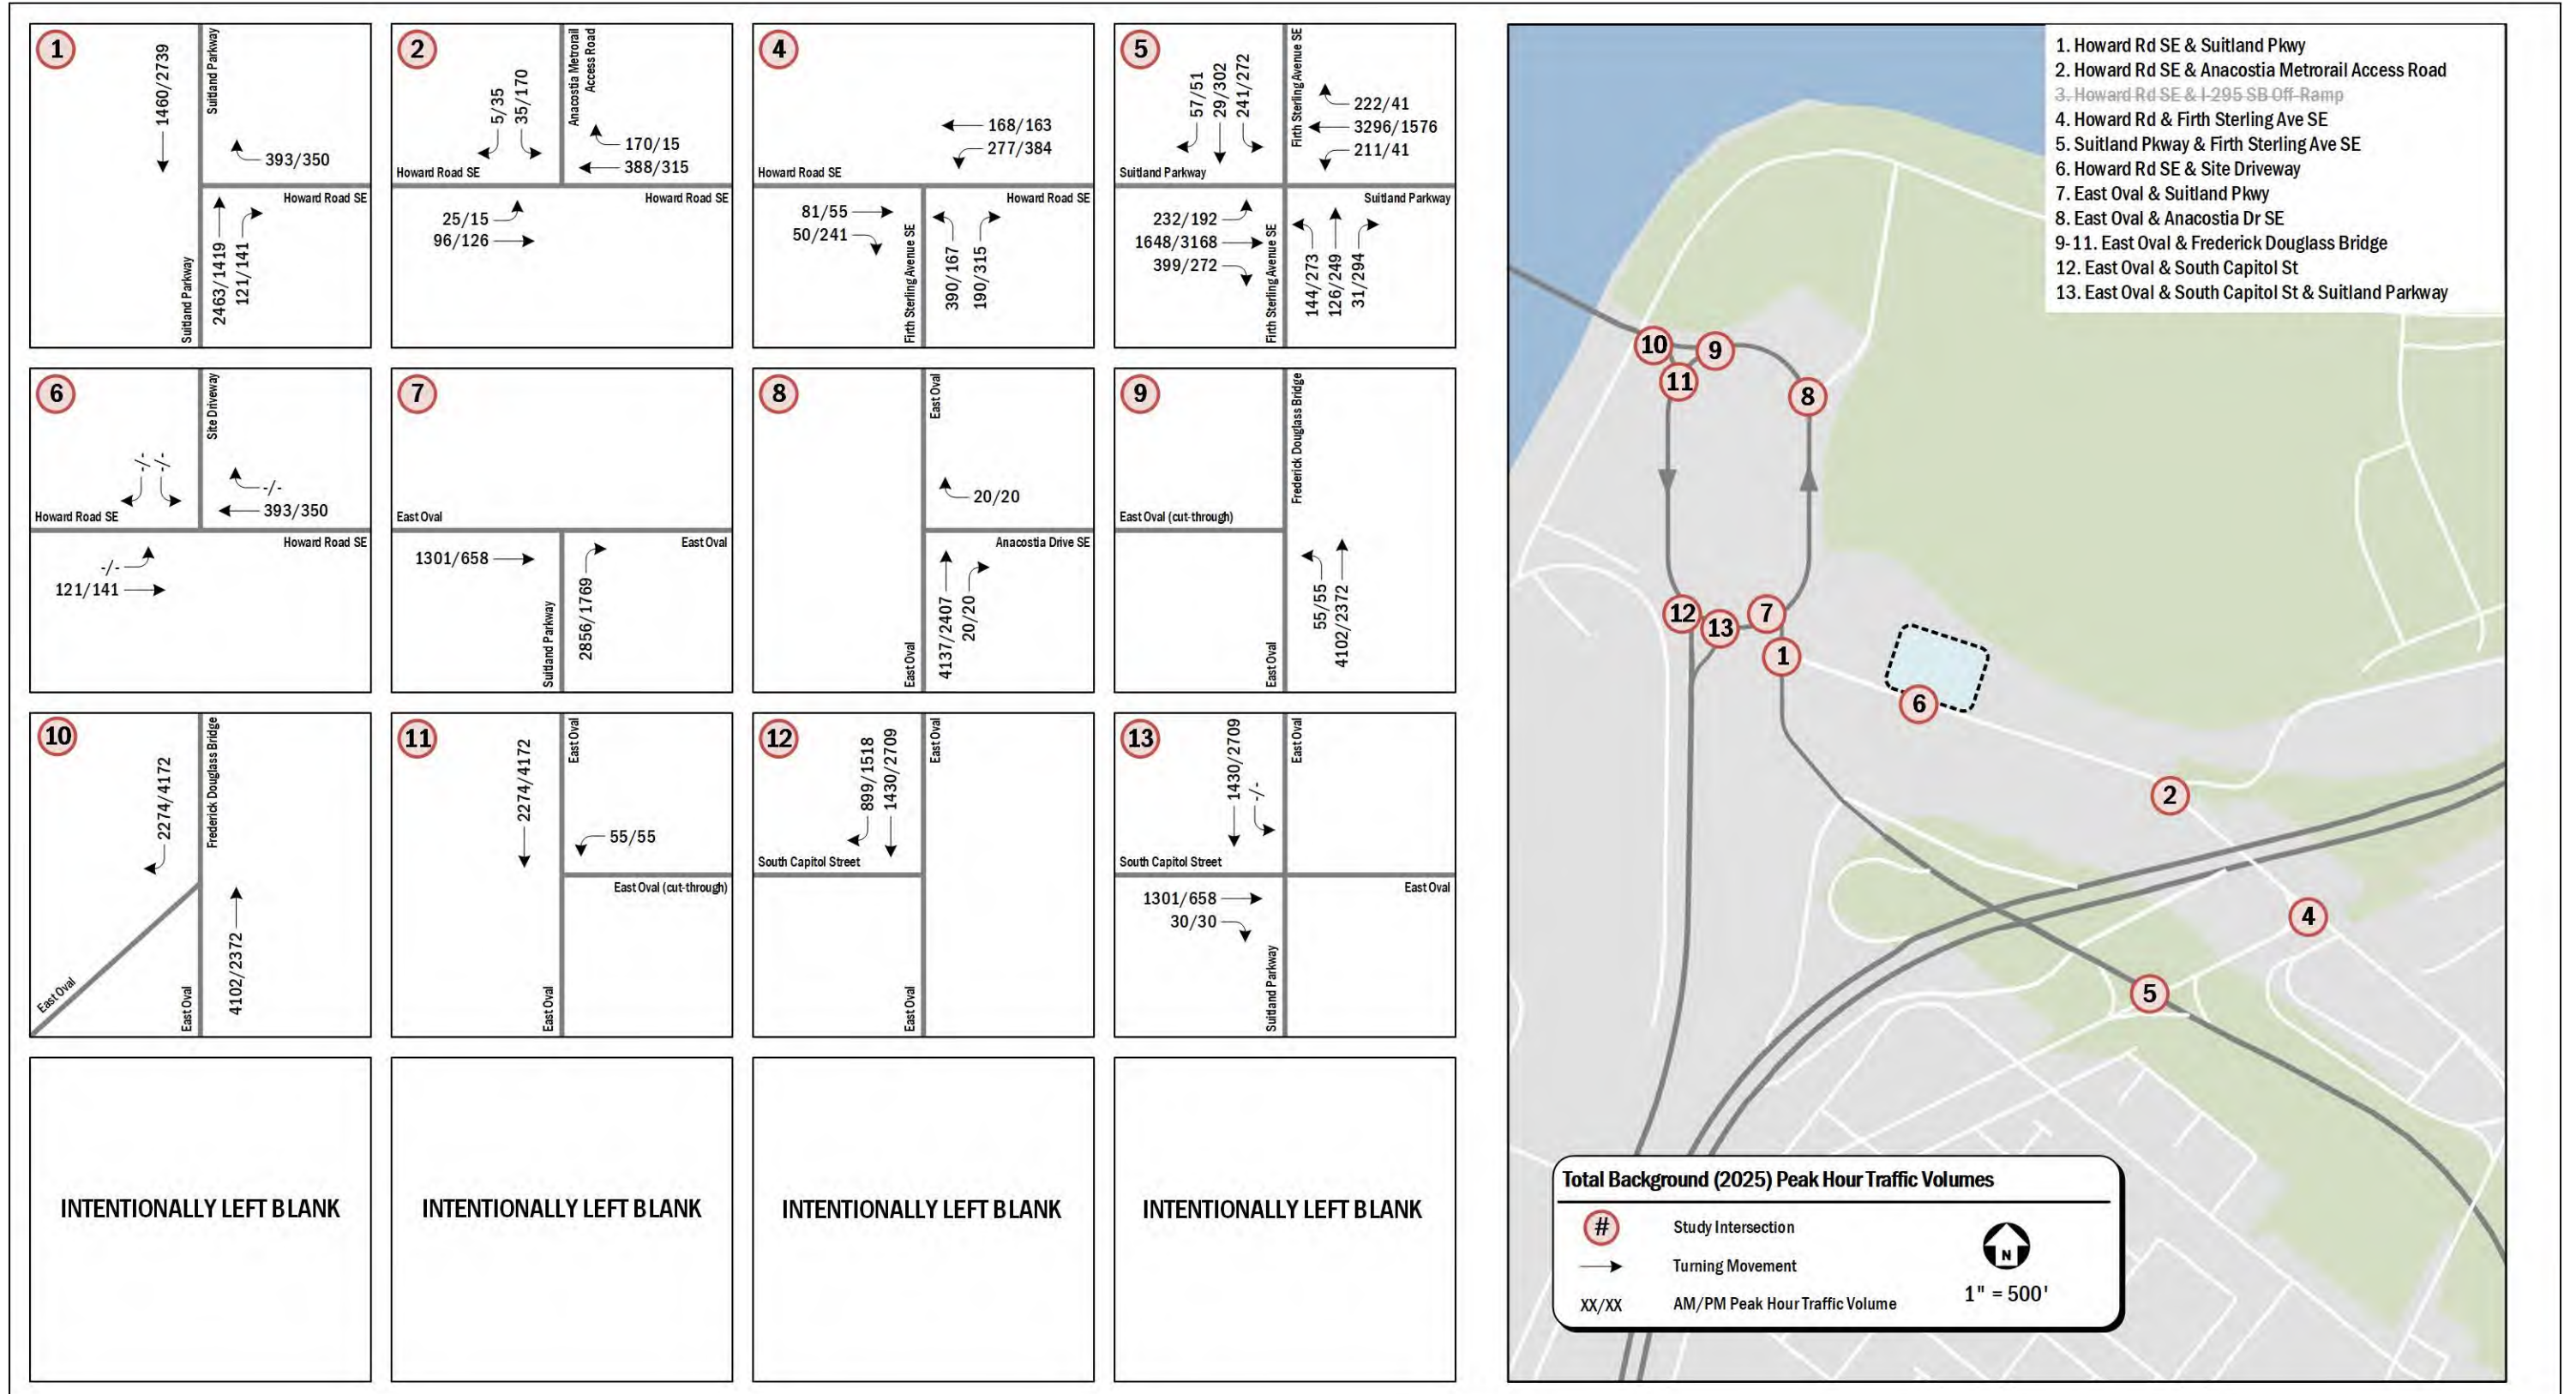 1
1460/2739
Suitland Parkway
393/350
Howard Road SE
Suitland Parkway
2463/1419
121/141
2
5/35
35/170
Anacostia Metrorail
Access Road
170/15
388/315
Howard Road SE
Howard Road SE
25/15
96/126
4
168/163
277/384
Howard Road SE
Howard Road SE
81/55
50/241
Firth Sterling Avenue SE
390/167
190/315
5
57/51
29/302
241/272
Firth Sterling Avenue SE
222/41
3296/1576
211/41
Suitland Parkway
Suitland Parkway
232/192
1648/3168
399/272
Firth Sterling Avenue SE
144/273
126/249
31/294
6
-/-
-/-
Site Driveway
-/-
393/350
Howard Road SE
Howard Road SE
-/-
121/141
7
East Oval
East Oval
1301/658
Suitland Parkway
2856/1769
8
East Oval
20/20
Anacostia Drive SE
East Oval
4137/2407
20/20
9
Frederick Douglass Bridge
East Oval (cut-through)
East Oval
55/55
4102/2372
10
2274/4172
Frederick Douglass Bridge
East Oval
East Oval
4102/2372
11
2274/4172
East Oval
55/55
East Oval (cut-through)
East Oval
12
899/1518
1430/2709
East Oval
South Capitol Street
East Oval
13
1430/2709
-/-
East Oval
South Capitol Street
East Oval
1301/658
30/30
Suitland Parkway
INTENTIONALLY LEFT BLANK
INTENTIONALLY LEFT BLANK
INTENTIONALLY LEFT BLANK
INTENTIONALLY LEFT BLANK
1. Howard Rd SE & Suitland Pkwy
2. Howard Rd SE & Anacostia Metrorail Access Road
3. Howard Rd SE & I-295 SB Off-Ramp
4. Howard Rd & Firth Sterling Ave SE
5. Suitland Pkway & Firth Sterling Ave SE
6. Howard Rd SE & Site Driveway
7. East Oval & Suitland Pkwy
8. East Oval & Anacostia Dr SE
9-11. East Oval & Frederick Douglass Bridge
12. East Oval & South Capitol St
13. East Oval & South Capitol St & Suitland Parkway
10
9
11
8
12
13
7
1
6
2
4
5
Total Background (2025) Peak Hour Traffic Volumes
# Study Intersection
Turning Movement
XX/XX AM/PM Peak Hour Traffic Volume
N
1" = 500'